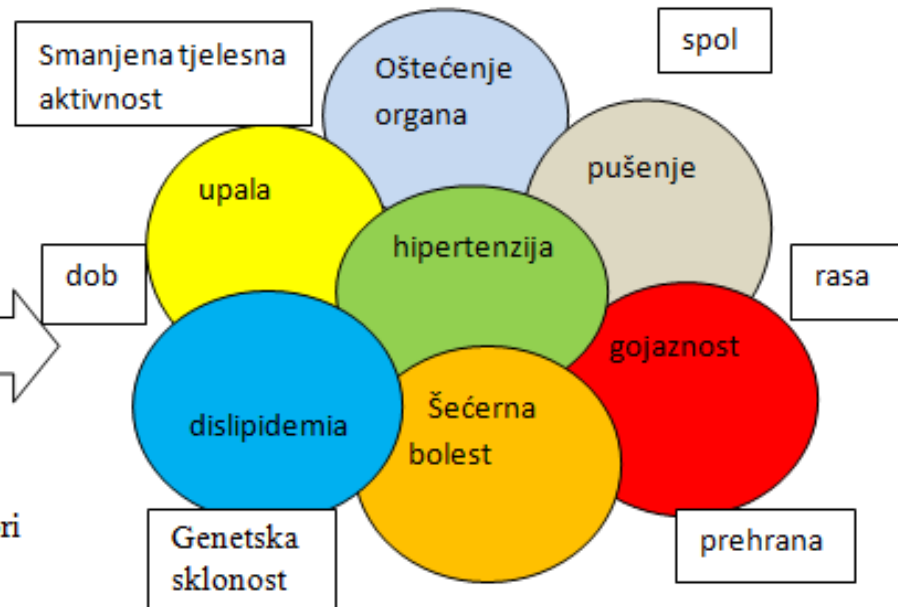 Smanjena tjelesna
aktivnost
Oštećenje
organa
spol
upala
pušenje
hipertenzija
dob
rasa
gojaznost
dislipidemia
Šećerna
bolest
ri
Genetska
sklonost
prehrana